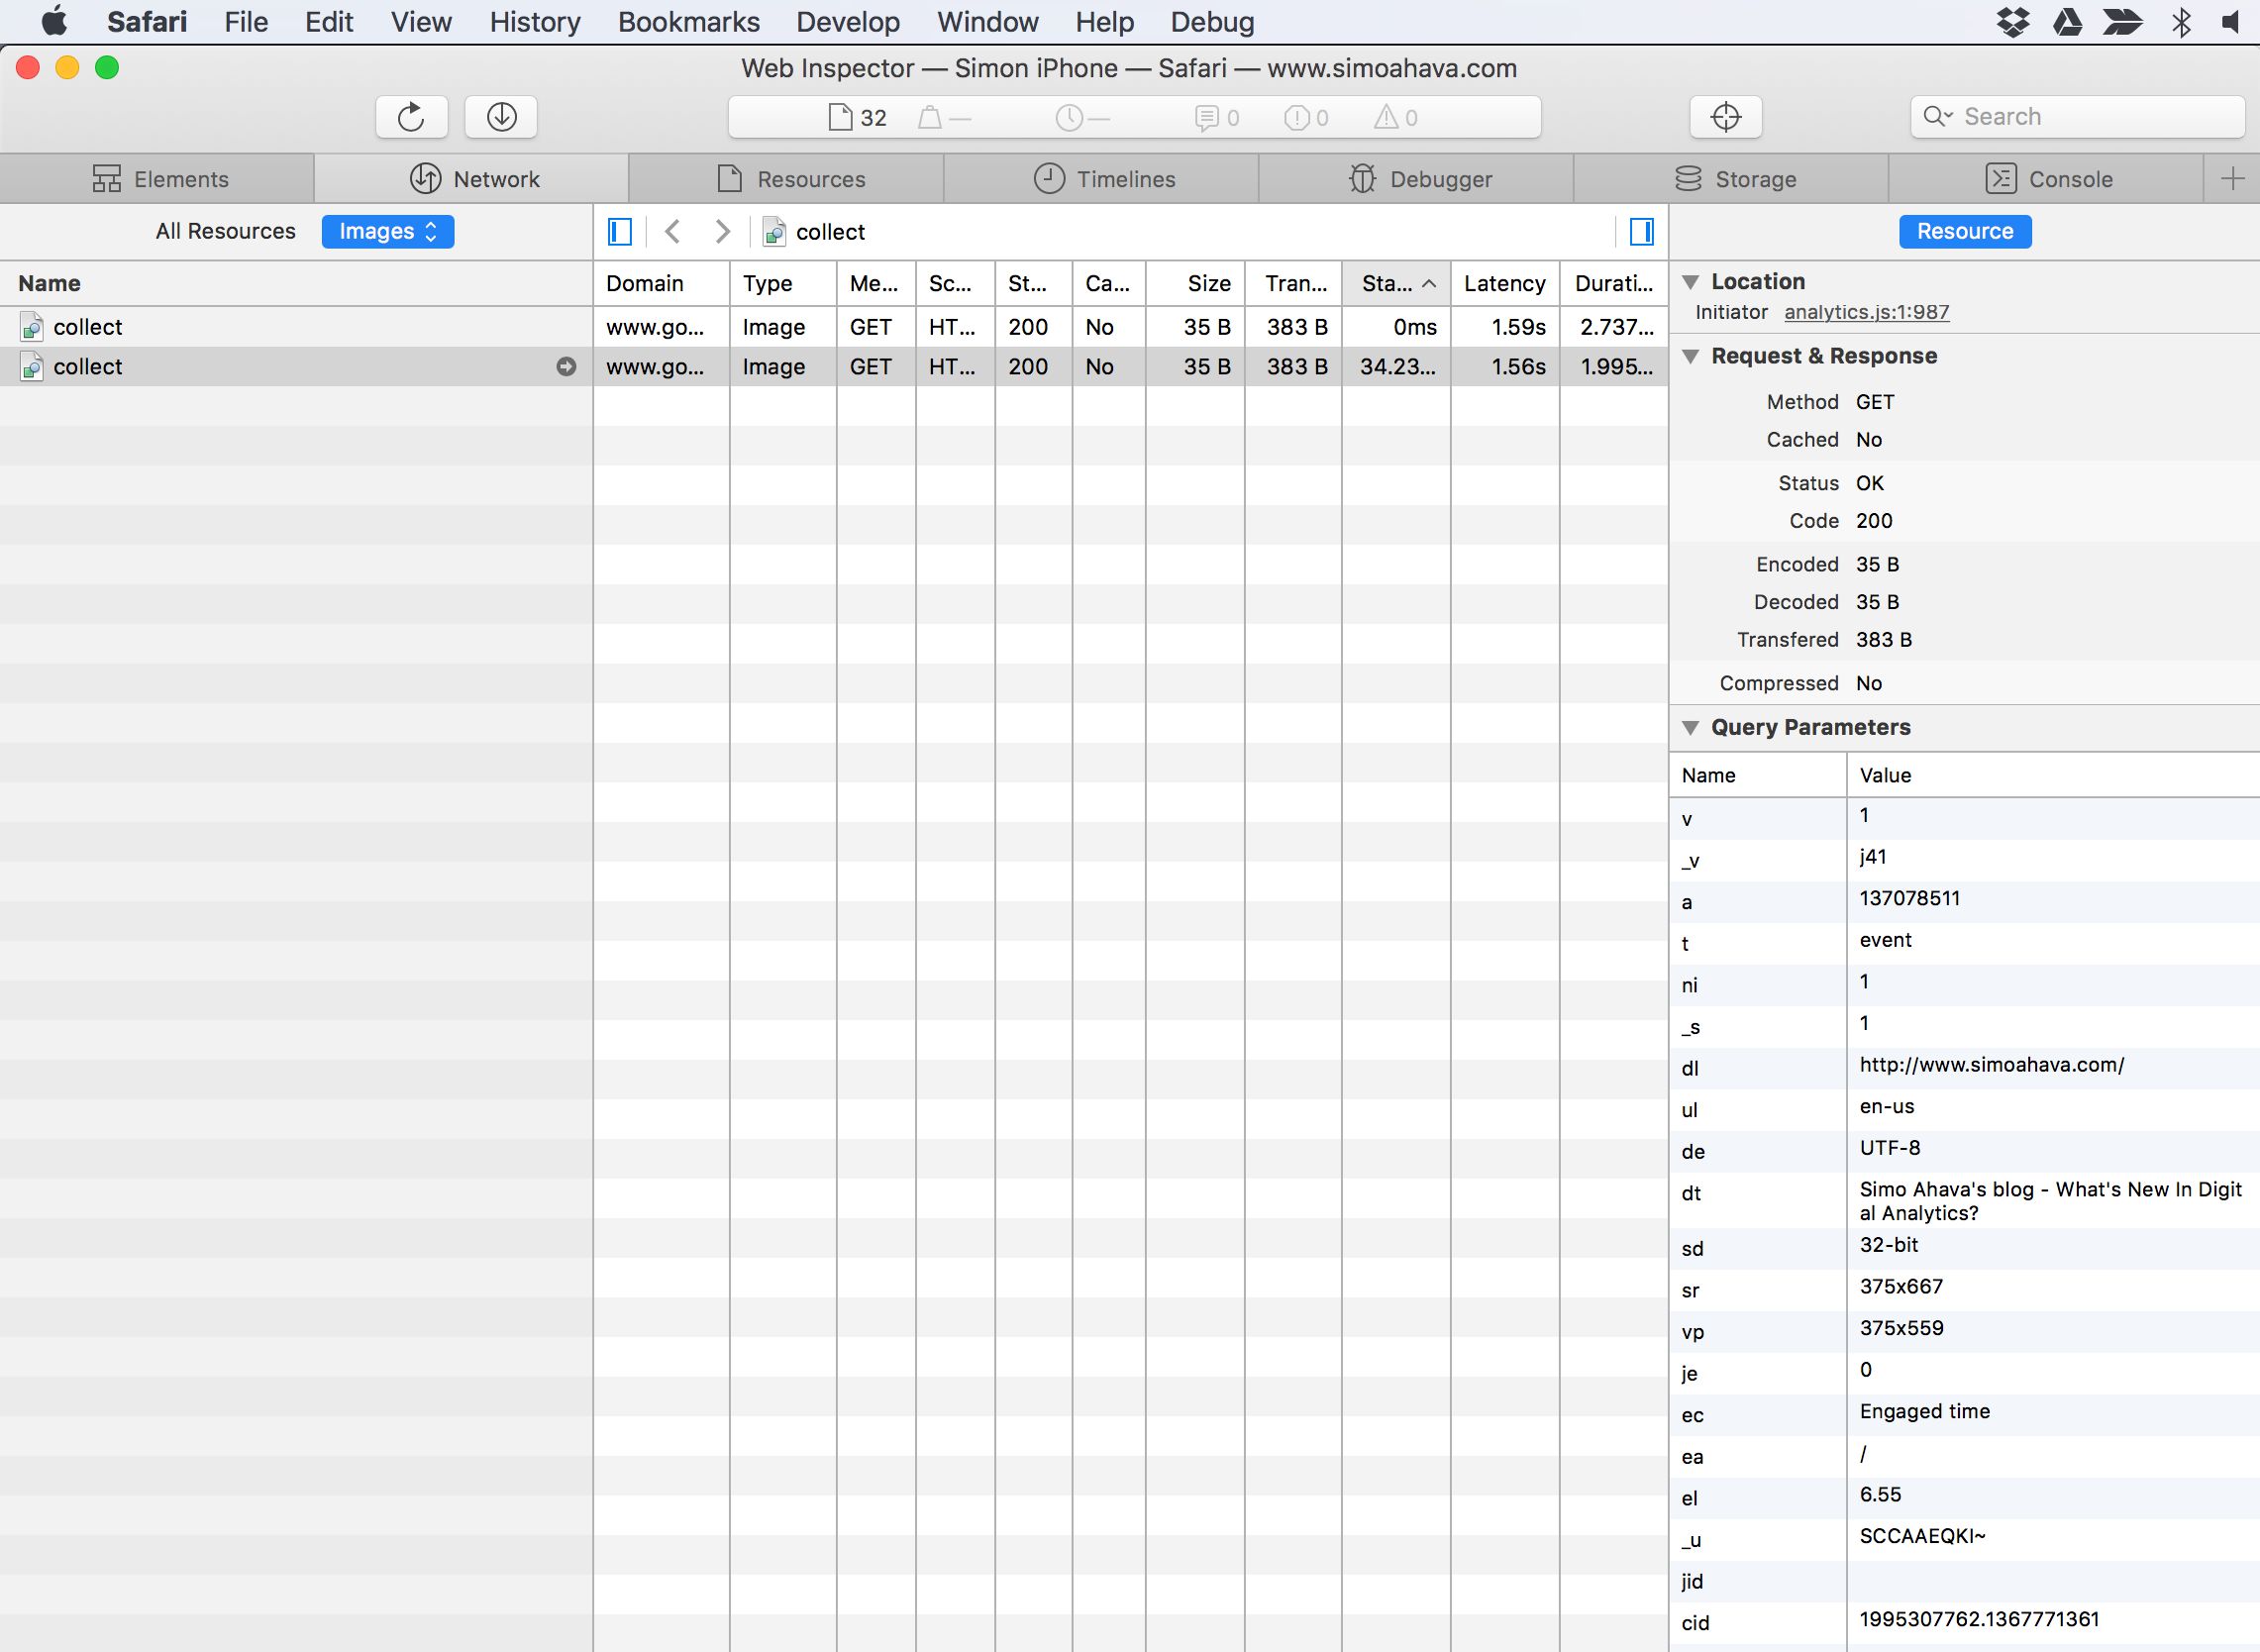 Safari File Edit View History Bookmarks Develop Window Help Debug
Web Inspector — Simon iPhone — Safari — www.simoahava.com
32 — — 0 0 0
Search
Elements Network Resources Timelines Debugger Storage Console
All Resources Images collect Resource
Name Domain Type Me... Sc... St... Ca... Size Tran... Sta... Latency Durati...
collect www.go... Image GET HT... 200 No 35 B 383 B 0ms 1.59s 2.737...
collect www.go... Image GET HT... 200 No 35 B 383 B 34.23... 1.56s 1.995...
Location
Initiator analytics.js:1:987
Request & Response
Method GET
Cached No
Status OK
Code 200
Encoded 35 B
Decoded 35 B
Transfered 383 B
Compressed No
Query Parameters
Name Value
v 1
_v j41
a 137078511
t event
ni 1
_s 1
dl http://www.simoahava.com/
ul en-us
de UTF-8
dt Simo Ahava's blog - What's New In Digit
al Analytics?
sd 32-bit
sr 375x667
vp 375x559
je 0
ec Engaged time
ea /
el 6.55
_u SCCAAEQKI~
jid
cid 1995307762.1367771361